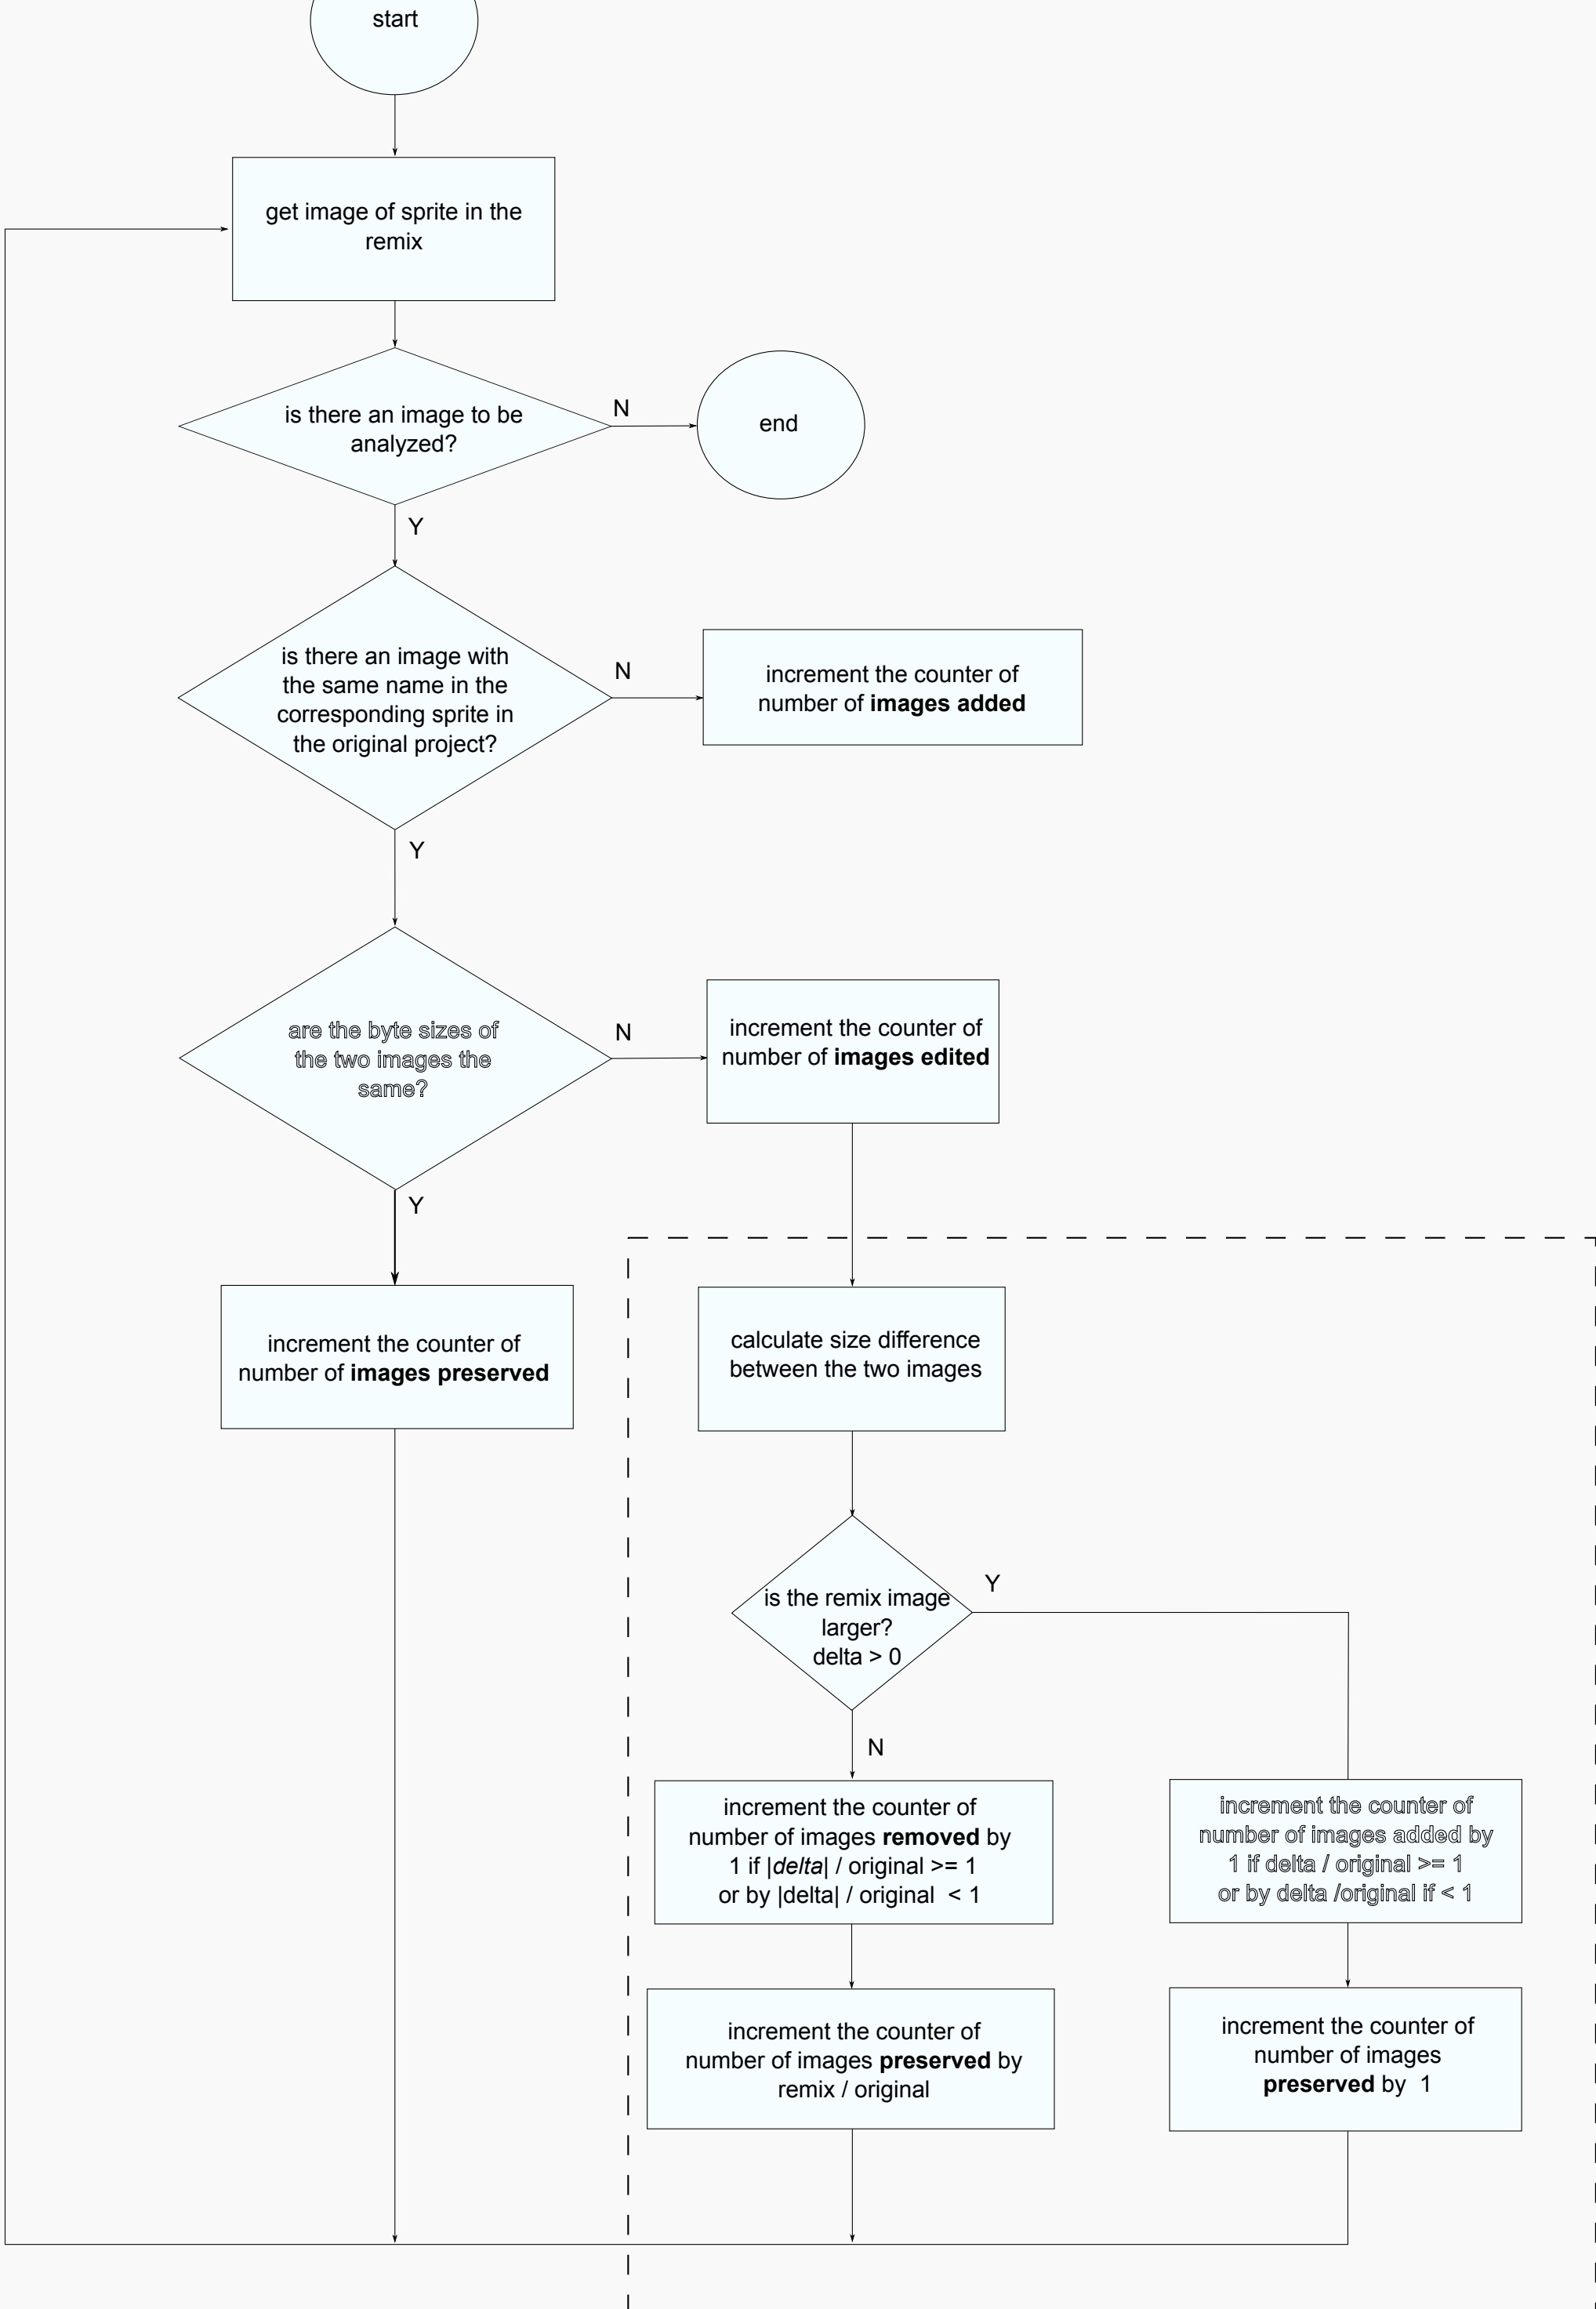 start
get image of sprite in the
remix
is there an image to be
analyzed?
N
end
Y
is there an image with
the same name in the
corresponding sprite in
the original project?
N
increment the counter of
number of images added
Y
are the byte sizes of
the two images the
same?
N
increment the counter of
number of images edited
Y
increment the counter of
number of images preserved
calculate size difference
between the two images
is the remix image
larger?
delta > 0
Y
N
increment the counter of
number of images removed by
1 if |delta| / original >= 1
or by |delta| / original < 1
increment the counter of
number of images added by
1 if delta / original >= 1
or by delta /original if < 1
increment the counter of
number of images preserved by
remix / original
increment the counter of
number of images
preserved by 1